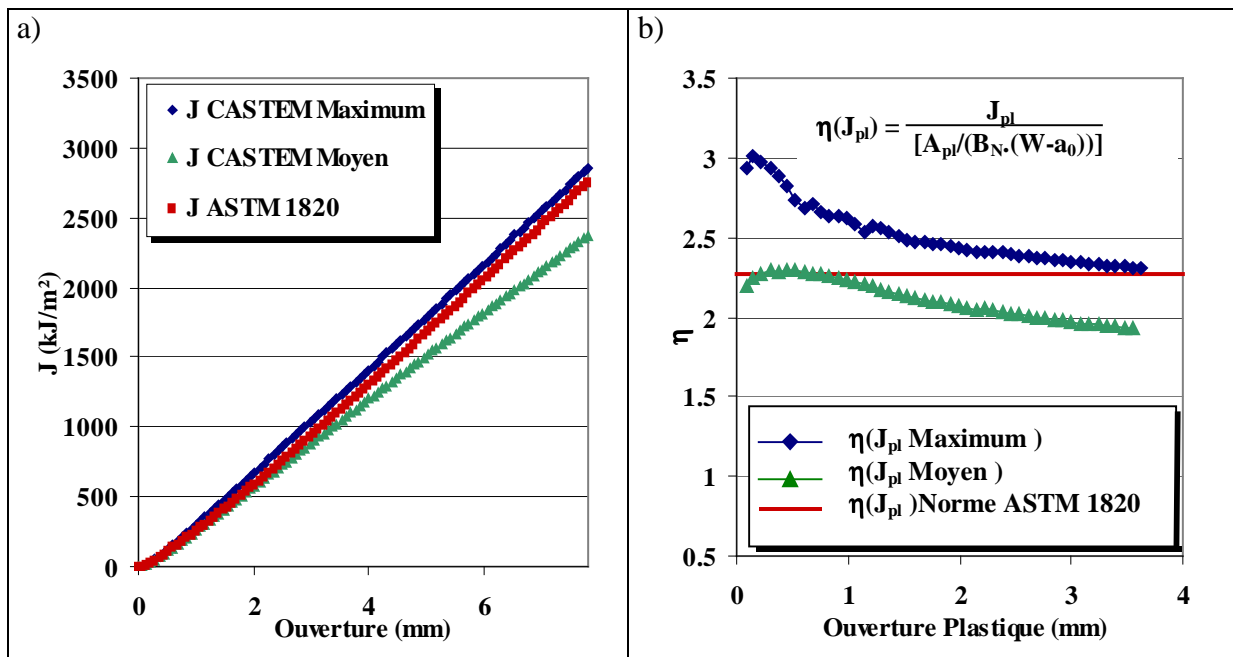 a)
3500
3000
2500
2000
1500
1000
500
0
J (kJ/m²)
J CASTEM Maximum
J CASTEM Moyen
J ASTM 1820
0 2 4 6
Ouverture (mm)
b)
3.5
3
2.5
2
1.5
1
0.5
η
η(Jpl) = Jpl
[Apl/(BN.(W-a0))]
η(Jpl Maximum )
η(Jpl Moyen )
η(Jpl )Norme ASTM 1820
0 1 2 3 4
Ouverture Plastique (mm)